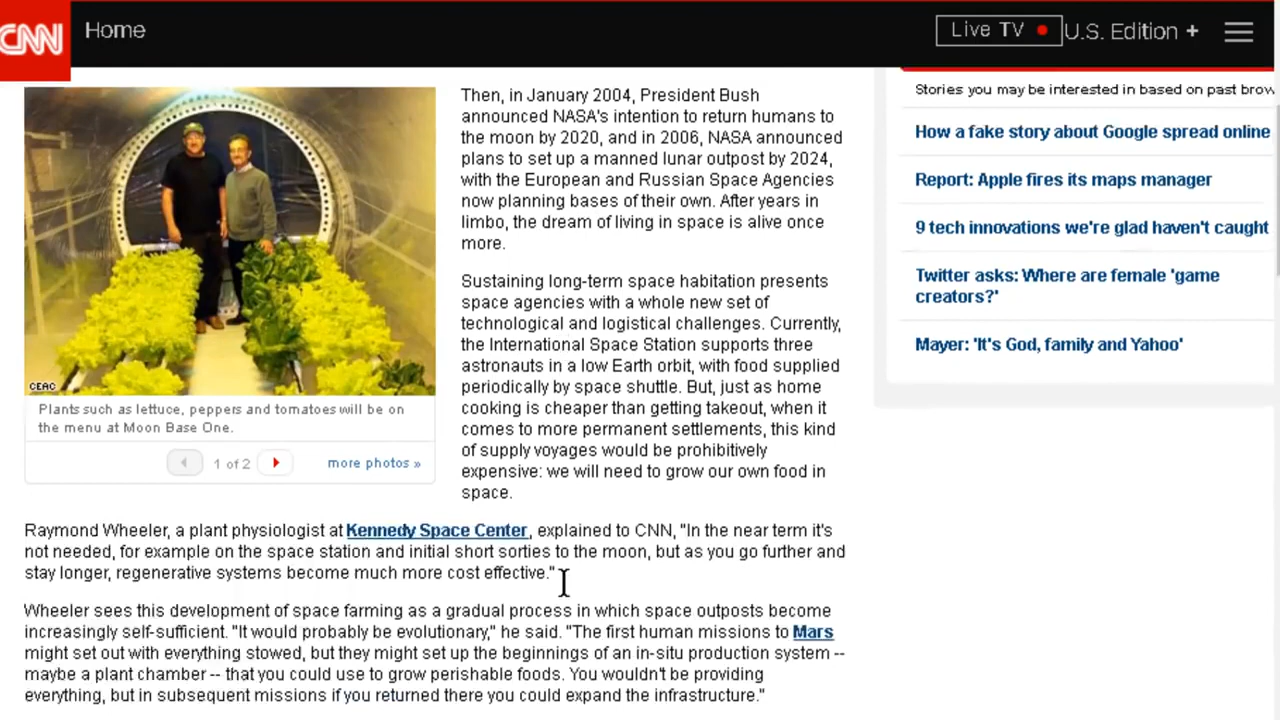 CNN
Home
Live TV
U.S. Edition +
Then, in January 2004, President Bush
announced NASA's intention to return humans to
the moon by 2020, and in 2006, NASA announced
plans to set up a manned lunar outpost by 2024,
with the European and Russian Space Agencies
now planning bases of their own. After years in
limbo, the dream of living in space is alive once
more.
Sustaining long-term space habitation presents
space agencies with a whole new set of
technological and logistical challenges. Currently,
the International Space Station supports three
astronauts in a low Earth orbit, with food supplied
periodically by space shuttle. But, just as home
cooking is cheaper than getting takeout, when it
comes to more permanent settlements, this kind
of supply voyages would be prohibitively
expensive: we will need to grow our own food in
space.
CEAC
Plants such as lettuce, peppers and tomatoes will be on
the menu at Moon Base One.
1 of 2
more photos »
Raymond Wheeler, a plant physiologist at Kennedy Space Center, explained to CNN, "In the near term it's
not needed, for example on the space station and initial short sorties to the moon, but as you go further and
stay longer, regenerative systems become much more cost effective."
Wheeler sees this development of space farming as a gradual process in which space outposts become
increasingly self-sufficient. "It would probably be evolutionary," he said. "The first human missions to Mars
might set out with everything stowed, but they might set up the beginnings of an in-situ production system --
maybe a plant chamber -- that you could use to grow perishable foods. You wouldn't be providing
everything, but in subsequent missions if you returned there you could expand the infrastructure."
Stories you may be interested in based on past brow
How a fake story about Google spread online
Report: Apple fires its maps manager
9 tech innovations we're glad haven't caught
Twitter asks: Where are female 'game
creators?'
Mayer: 'It's God, family and Yahoo'